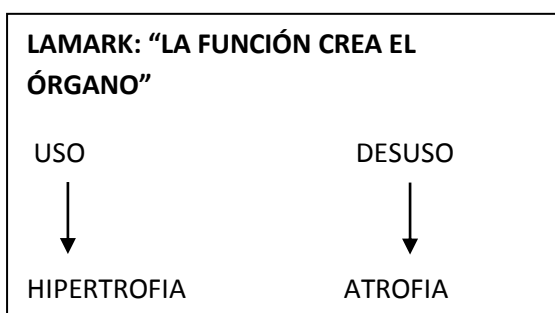 LAMARK: “LA FUNCIÓN CREA EL
ÓRGANO”
USO DESUSO
HIPERTROFIA ATROFIA